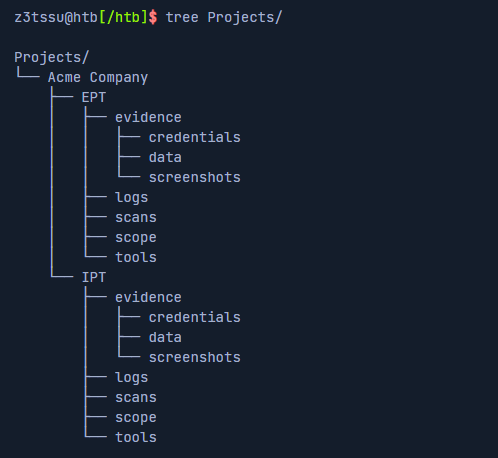 z3tssu@htb[/htb]$ tree Projects/
Projects/
└── Acme Company
    ├── EPT
    │   ├── evidence
    │   │   ├── credentials
    │   │   ├── data
    │   │   └── screenshots
    │   ├── logs
    │   ├── scans
    │   ├── scope
    │   └── tools
    └── IPT
        ├── evidence
        │   ├── credentials
        │   ├── data
        │   └── screenshots
        ├── logs
        ├── scans
        ├── scope
        └── tools